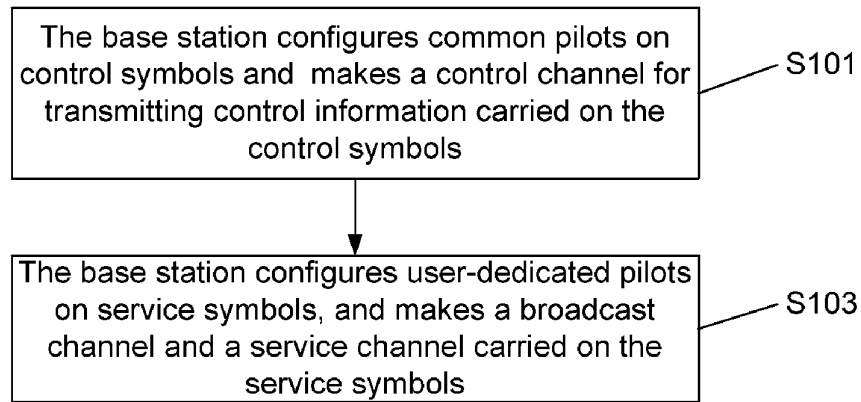 The base station configures common pilots on
control symbols and makes a control channel for
transmitting control information carried on the
control symbols
S101
The base station configures user-dedicated pilots
on service symbols, and makes a broadcast
channel and a service channel carried on the
service symbols
S103